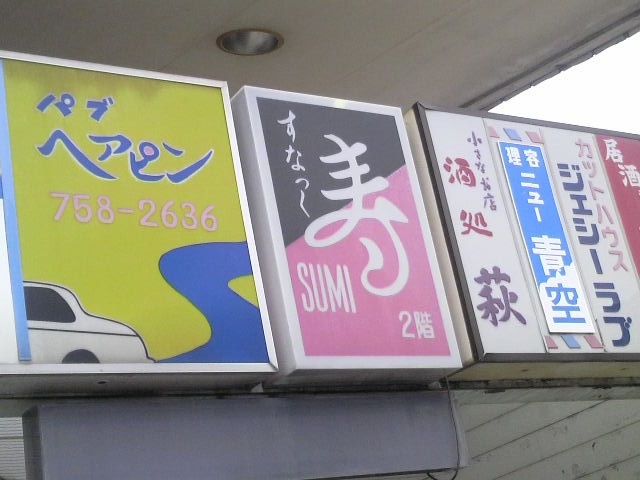 パブ
ヘアピン
758-2636
すなっく
寿
SUMI
2階
小さなお店
酒処
萩
理容
ニュー
青空
カットハウス
ジェシーラブ
居酒